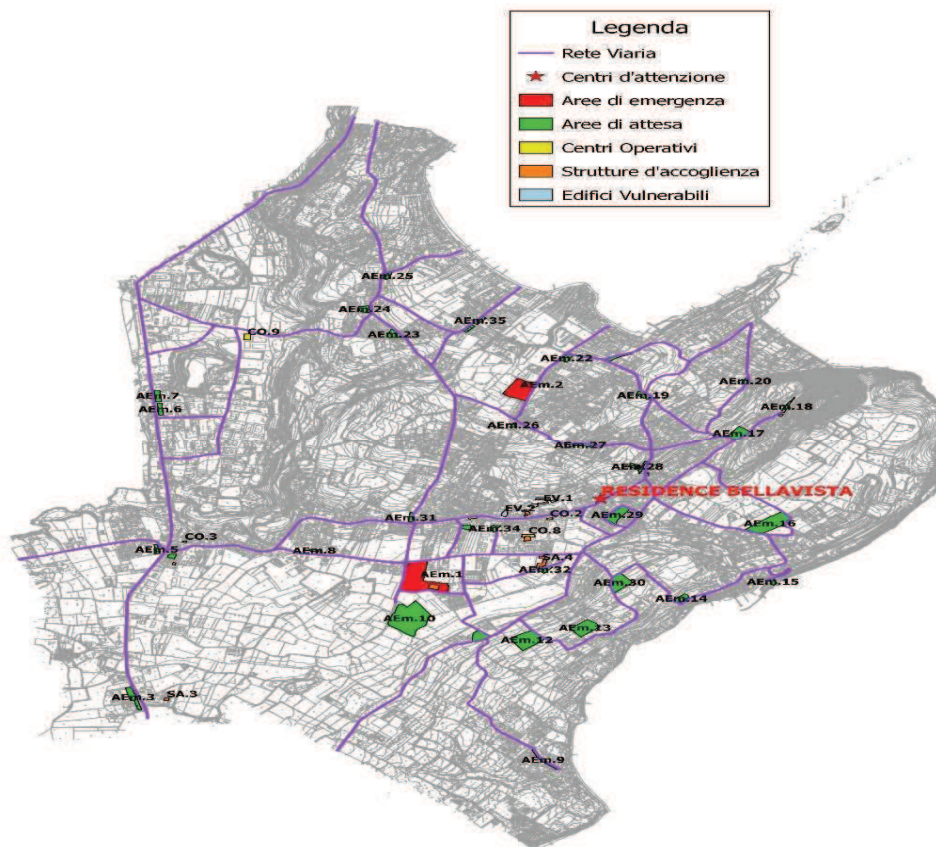 Legenda
Rete Viaria
Centri d'attenzione
Aree di emergenza
Aree di attesa
Centri Operativi
Strutture d'accoglienza
Edifici Vulnerabili
AEm.25
AEm.24
AEm.35
AEm.23
CO.9
AEm.22
AEm.2
AEm.20
AEm.7
AEm.19
AEm.6
AEm.18
AEm.26
AEm.17
AEm.27
AEm.28
RESIDENCE BELLAVISTA
EV.1
EV.2
CO.2
AEm.29
AEm.31
AEm.16
AEm.34
CO.8
CO.3
AEm.5
AEm.8
SA.4
AEm.32
AEm.1
AEm.30
AEm.15
AEm.14
AEm.10
AEm.13
AEm.12
AEm.3
SA.3
AEm.9